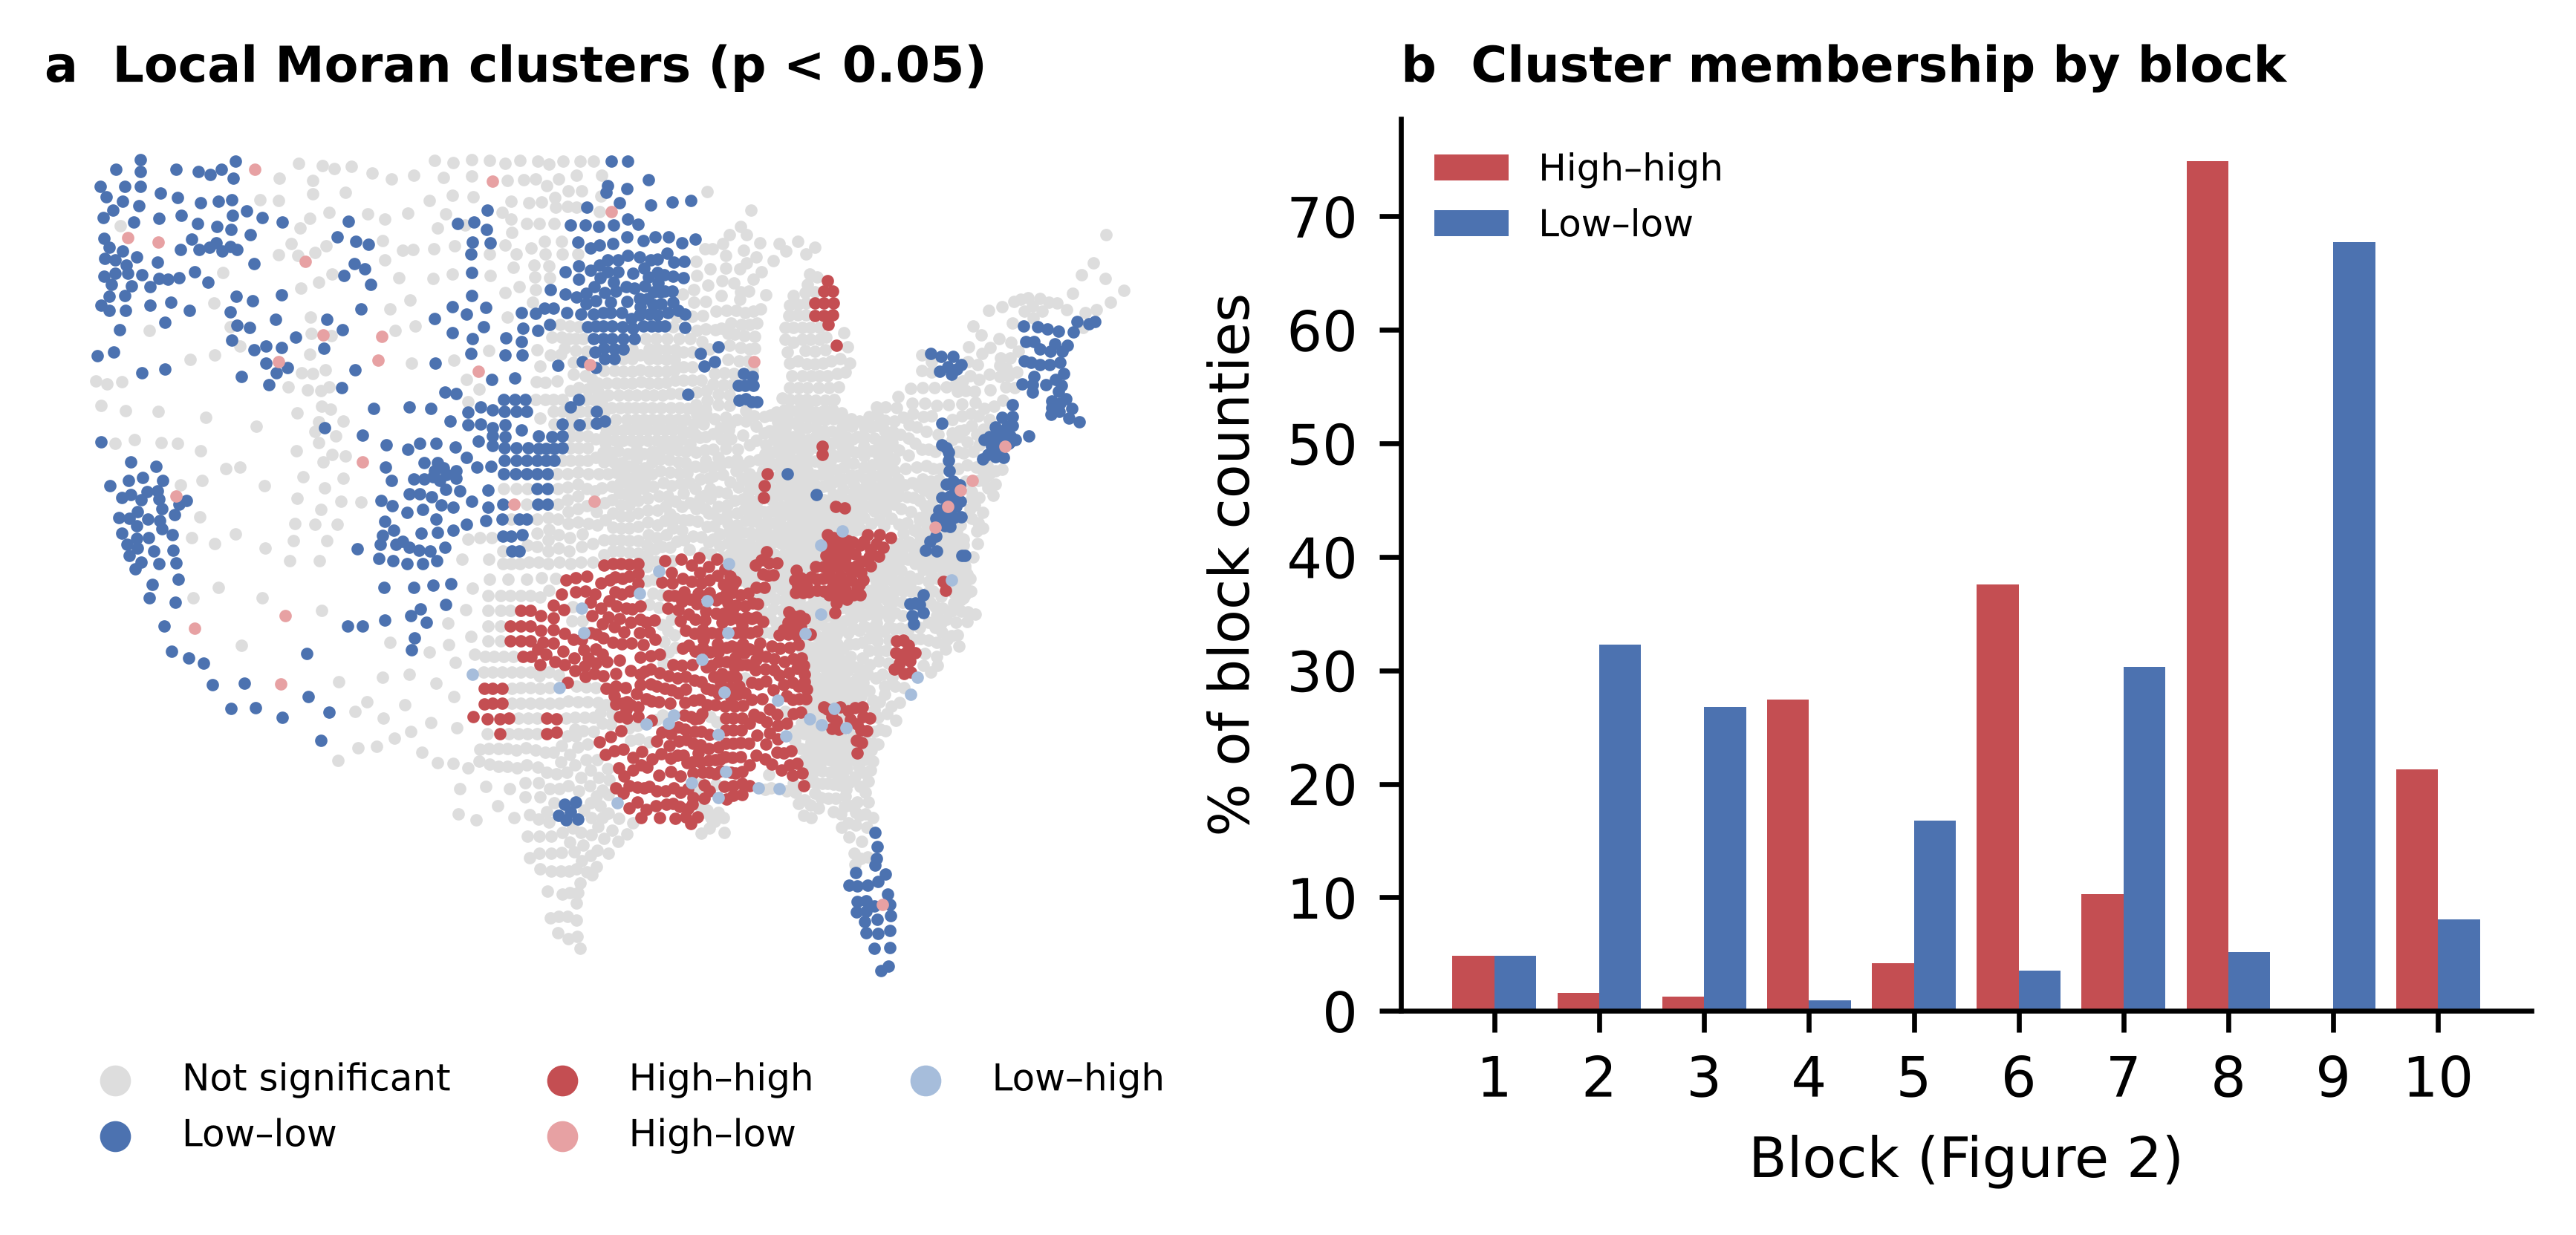 a Local Moran clusters (p < 0.05)
Not significant
Low–low
High–high
High–low
Low–high
b Cluster membership by block
High–high
Low–low
% of block counties
70
60
50
40
30
20
10
0
1 2 3 4 5 6 7 8 9 10
Block (Figure 2)